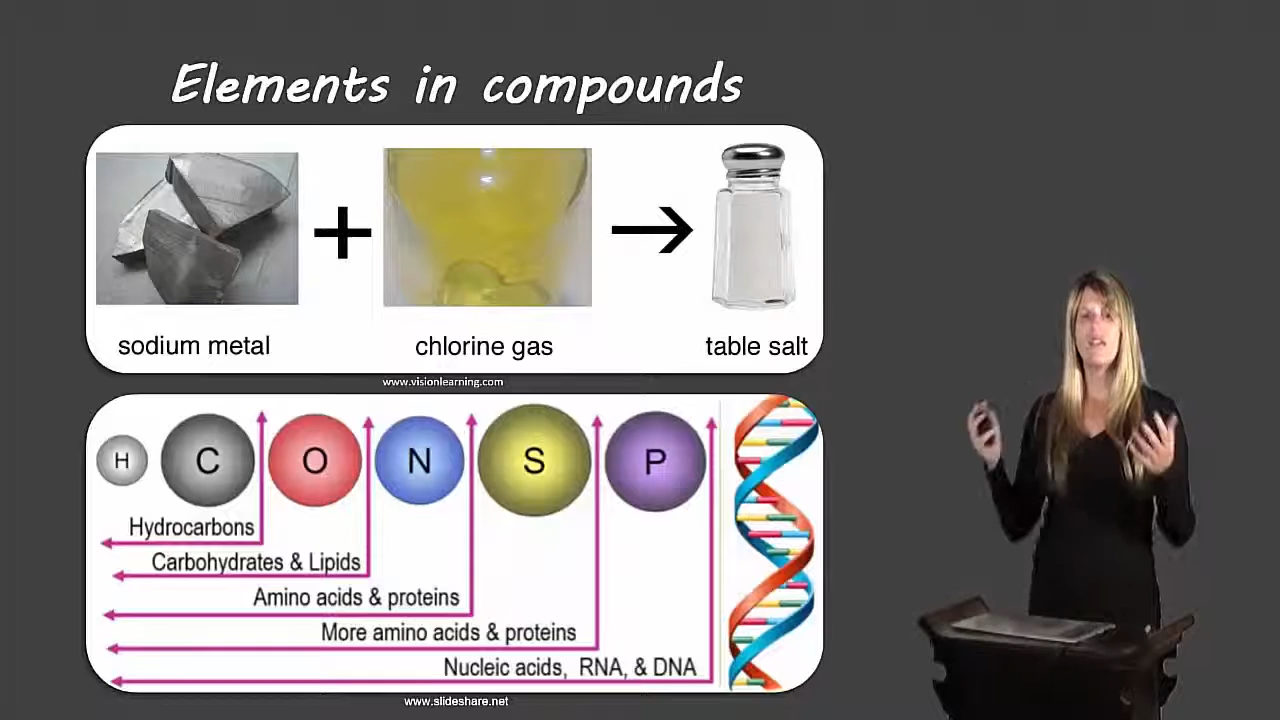 Elements in compounds
+ →
sodium metal chlorine gas table salt
www.visionlearning.com
H C O N S P
Hydrocarbons
Carbohydrates & Lipids
Amino acids & proteins
More amino acids & proteins
Nucleic acids, RNA, & DNA
www.slideshare.net